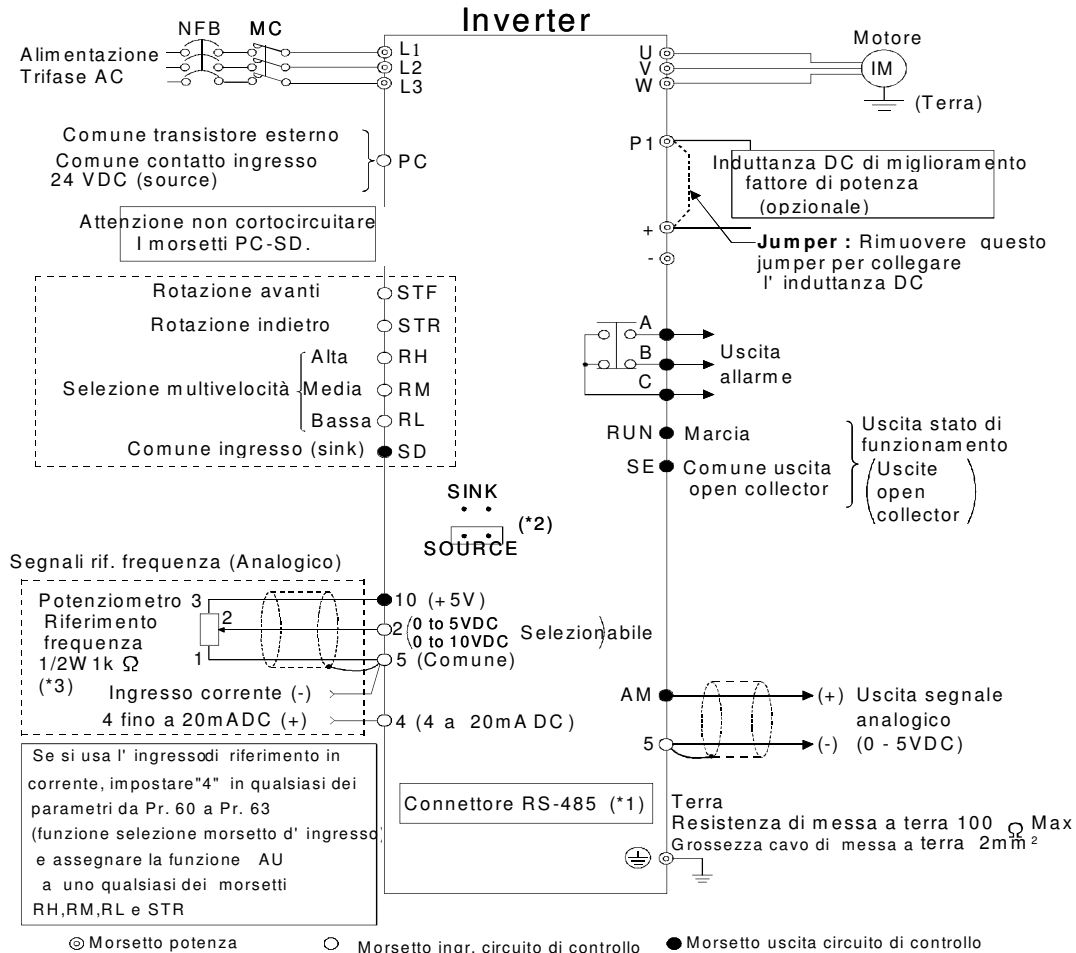 Inverter
NFB MC
Alimentazione
Trifase AC
L1
L2
L3
U
V
W
Motore
IM
(Terra)
Comune transistore esterno
Comune contatto ingresso
24 VDC (source)
PC
Attenzione non cortocircuitare
I morsetti PC-SD.
P1
Induttanza DC di miglioramento
fattore di potenza
(opzionale)
+
-
Jumper : Rimuovere questo
jumper per collegare
l' induttanza DC
Rotazione avanti STF
Rotazione indietro STR
Alta RH
Selezione multivelocità Media RM
Bassa RL
Comune ingresso (sink) SD
A
B
C
Uscita
allarme
RUN Marcia
SE Comune uscita
open collector
Uscita stato di
funzionamento
(Uscite
open
collector)
SINK
(*2)
SOURCE
Segnali rif. frequenza (Analogico)
Potenziometro
Riferimento
frequenza
1/2W 1k Ω
(*3)
3
2
1
10 (+5V)
2 (0 to 5VDC
0 to 10VDC) Selezionabile
5 (Comune)
Ingresso corrente (-)
4 fino a 20mADC (+)
4 (4 a 20mADC)
AM (+) Uscita segnale
analogico
5 (-) (0 - 5VDC)
Se si usa l' ingressodi riferimento in
corrente, impostare"4" in qualsiasi dei
parametri da Pr. 60 a Pr. 63
(funzione selezione morsetto d' ingresso)
e assegnare la funzione AU
a uno qualsiasi dei morsetti
RH,RM,RL e STR
Connettore RS-485 (*1)
Terra
Resistenza di messa a terra 100 Ω Max
Grossezza cavo di messa a terra 2mm²
Morsetto potenza
Morsetto ingr. circuito di controllo
Morsetto uscita circuito di controllo